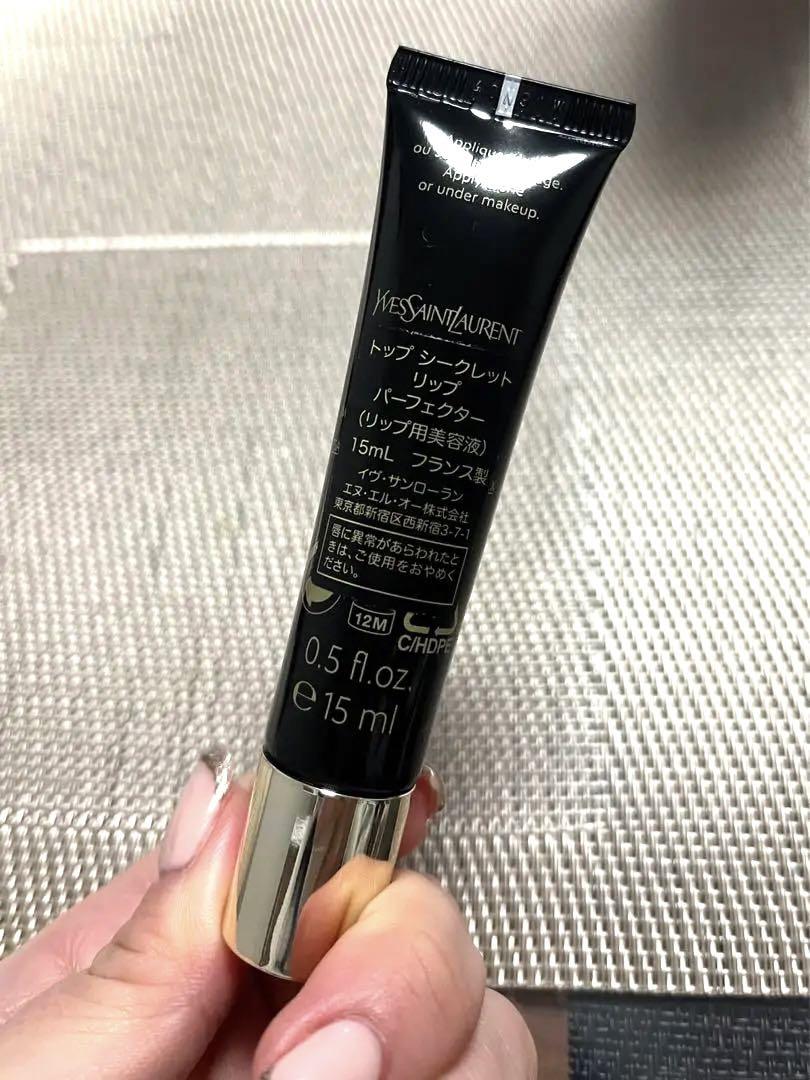 or under makeup.
YVESSAINTLAURENT
トップ シークレット
リップ
パーフェクター
(リップ用美容液)
15mL フランス製
イヴ・サンローラン
エヌ・エル・オー株式会社
東京都新宿区西新宿3-7-1
唇に異常があらわれたと
きは、ご使用をおやめく
ださい。
12M
C/HDPE
0.5 fl.oz.
℮ 15 ml